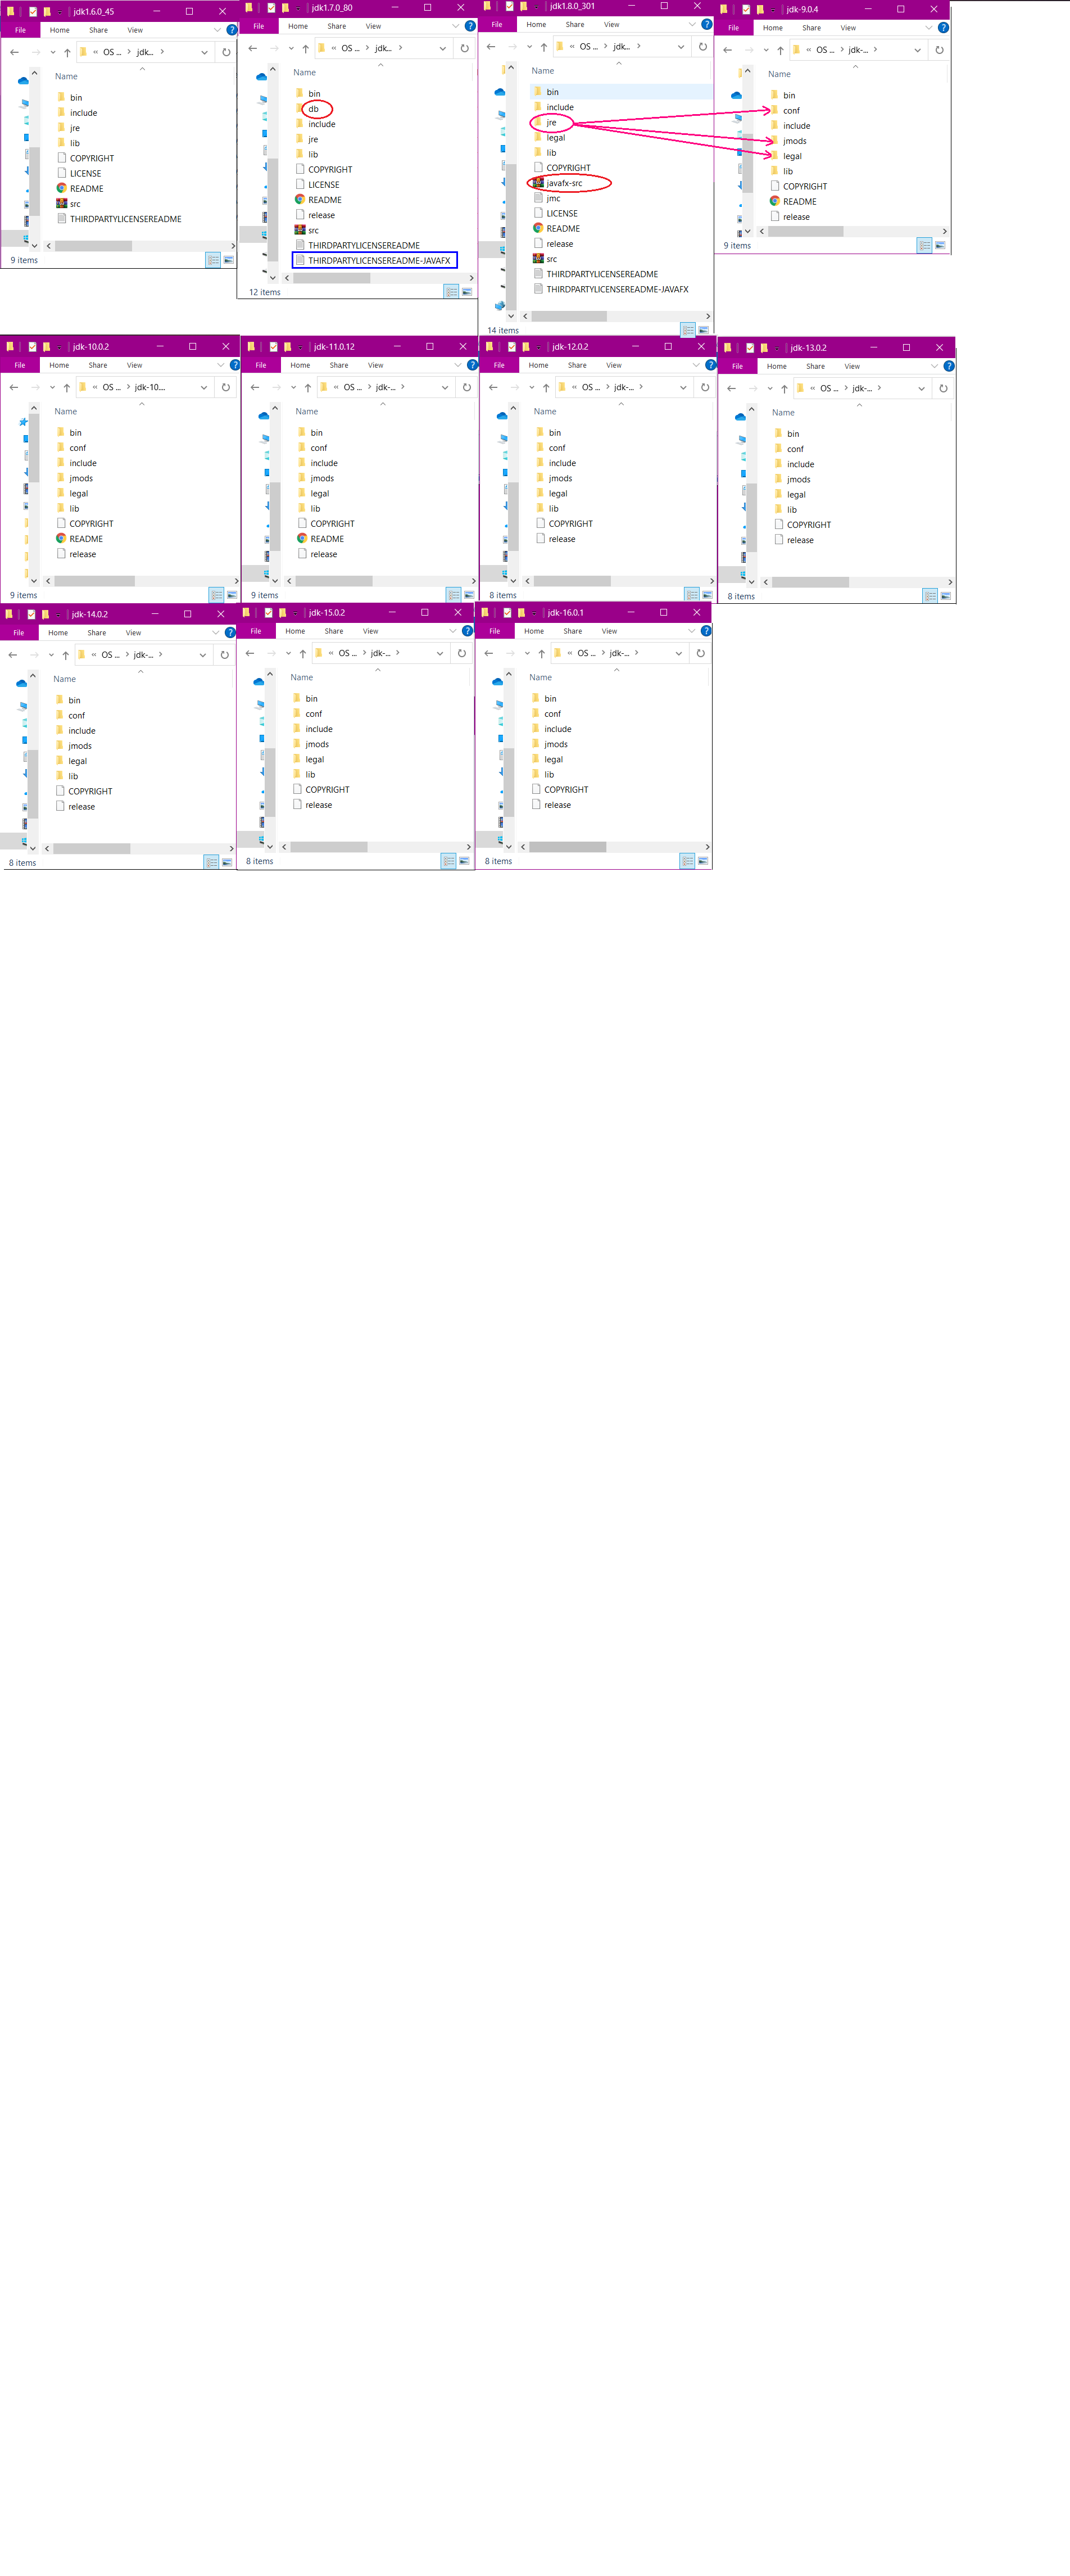 jdk1.6.0_45
File Home Share View
« OS ... > jdk... >
Name
bin
include
jre
lib
COPYRIGHT
LICENSE
README
src
THIRDPARTYLICENSEREADME
9 items
jdk1.7.0_80
File Home Share View
« OS ... > jdk... >
Name
bin
db
include
jre
lib
COPYRIGHT
LICENSE
README
release
src
THIRDPARTYLICENSEREADME
THIRDPARTYLICENSEREADME-JAVAFX
12 items
jdk1.8.0_301
File Home Share View
« OS ... > jdk... >
Name
bin
include
jre
legal
lib
COPYRIGHT
javafx-src
jmc
LICENSE
README
release
src
THIRDPARTYLICENSEREADME
THIRDPARTYLICENSEREADME-JAVAFX
14 items
jdk-9.0.4
File Home Share View
« OS ... > jdk-... >
Name
bin
conf
include
jmods
legal
lib
COPYRIGHT
README
release
9 items
jdk-10.0.2
File Home Share View
« OS ... > jdk-10....
Name
bin
conf
include
jmods
legal
lib
COPYRIGHT
README
release
9 items
jdk-11.0.12
File Home Share View
« OS ... > jdk-... >
Name
bin
conf
include
jmods
legal
lib
COPYRIGHT
README
release
9 items
jdk-12.0.2
File Home Share View
« OS ... > jdk-... >
Name
bin
conf
include
jmods
legal
lib
COPYRIGHT
release
8 items
jdk-13.0.2
File Home Share View
« OS ... > jdk-... >
Name
bin
conf
include
jmods
legal
lib
COPYRIGHT
release
8 items
jdk-14.0.2
File Home Share View
« OS ... > jdk-... >
Name
bin
conf
include
jmods
legal
lib
COPYRIGHT
release
8 items
jdk-15.0.2
File Home Share View
« OS ... > jdk-... >
Name
bin
conf
include
jmods
legal
lib
COPYRIGHT
release
8 items
jdk-16.0.1
File Home Share View
« OS ... > jdk-... >
Name
bin
conf
include
jmods
legal
lib
COPYRIGHT
release
8 items